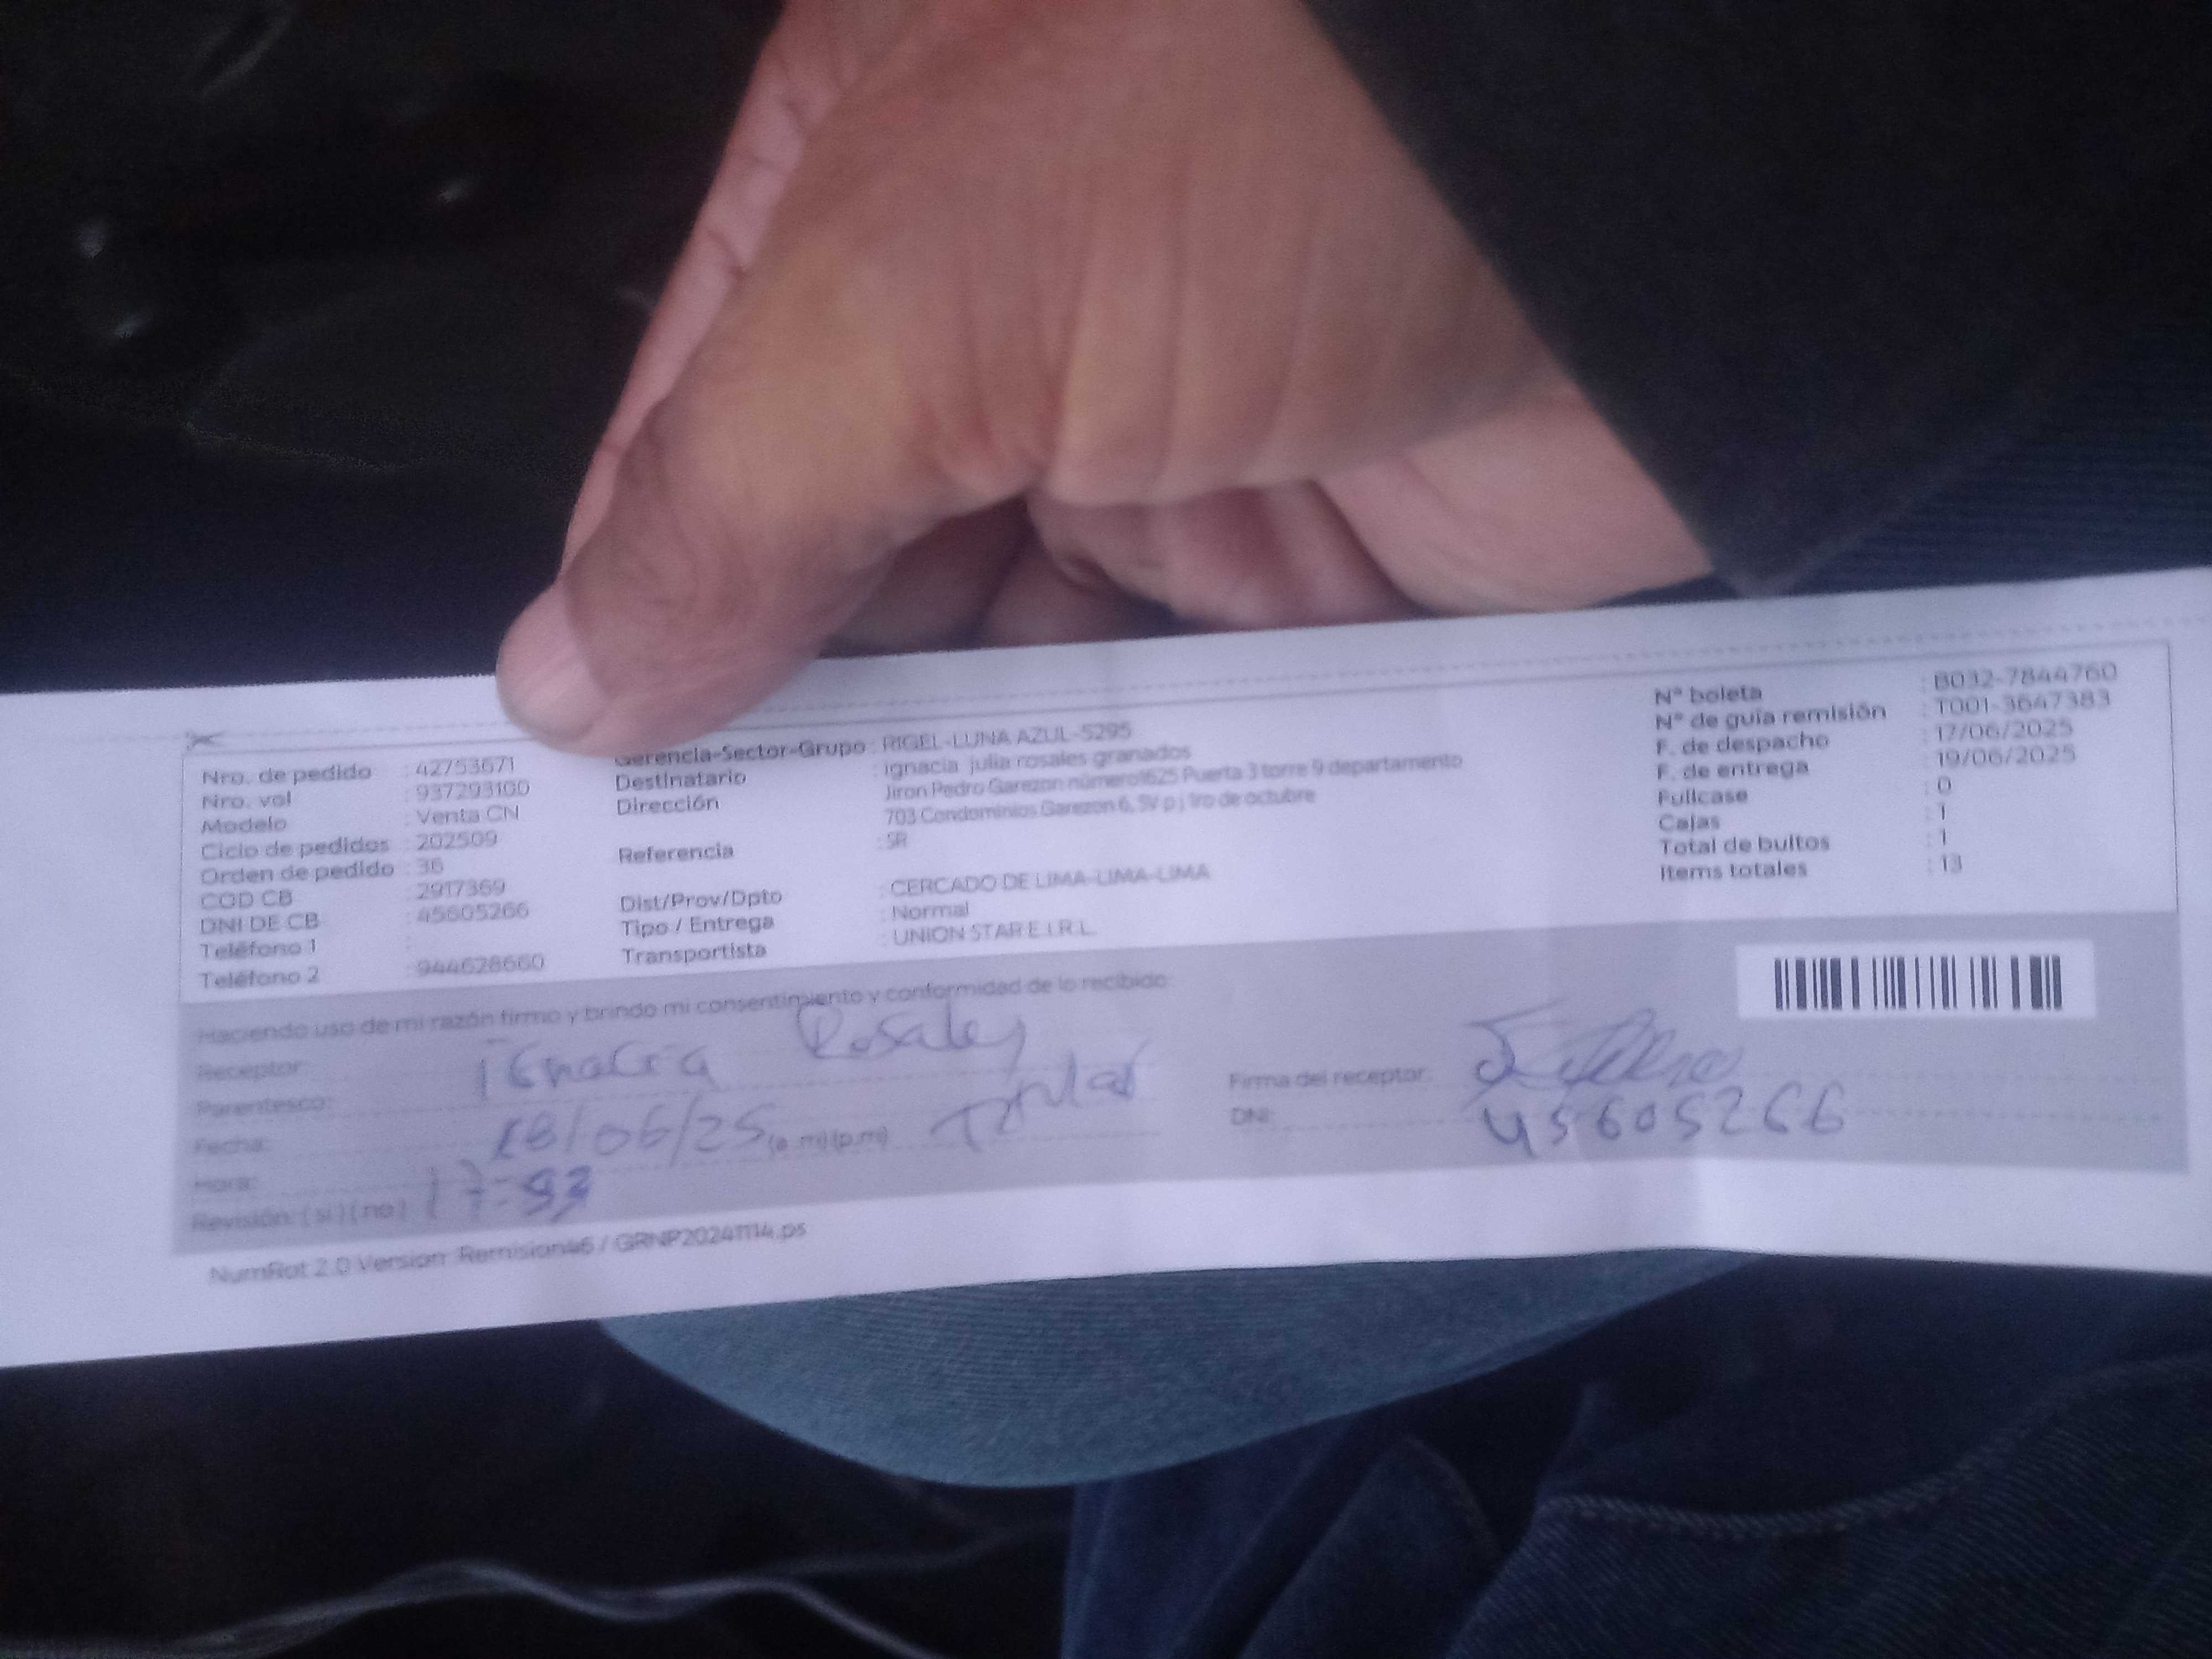 Nro. de pedido : 42753671
Nro. vol : 937293100
Modelo : Venta CN
Ciclo de pedidos : 202509
Orden de pedido : 36
COD CB : 2917369
DNI DE CB : 45605266
Teléfono 1 :
Teléfono 2 : 944628660
Gerencia-Sector-Grupo : RIGEL-LUNA AZUL-5295
Destinatario : ignacia julia rosales granados
Dirección : Jiron Pedro Garezon número1625 Puerta 3 torre 9 departamento
703 Condominios Garezon 6, SV p j 1ro de octubre
Referencia : SR
Dist/Prov/Dpto : CERCADO DE LIMA-LIMA-LIMA
Tipo / Entrega : Normal
Transportista : UNION STAR E.I.R.L.
N° boleta : B032-7844760
N° de guía remisión : T001-3647383
F. de despacho : 17/06/2025
F. de entrega : 19/06/2025
Fullcase : 0
Cajas : 1
Total de bultos : 1
Items totales : 13
Haciendo uso de mi razón firmo y brindo mi consentimiento y conformidad de lo recibido:
Receptor: Ignacia Rosales
Parentesco: Titular
Fecha: 18/06/25 (a.m) (p.m)
Hora:
Revisión: ( si ) ( no )
Firma del receptor:
DNI: 45605266
NumRot 2.0 Version: Remision46 / GRNP20241114.ps